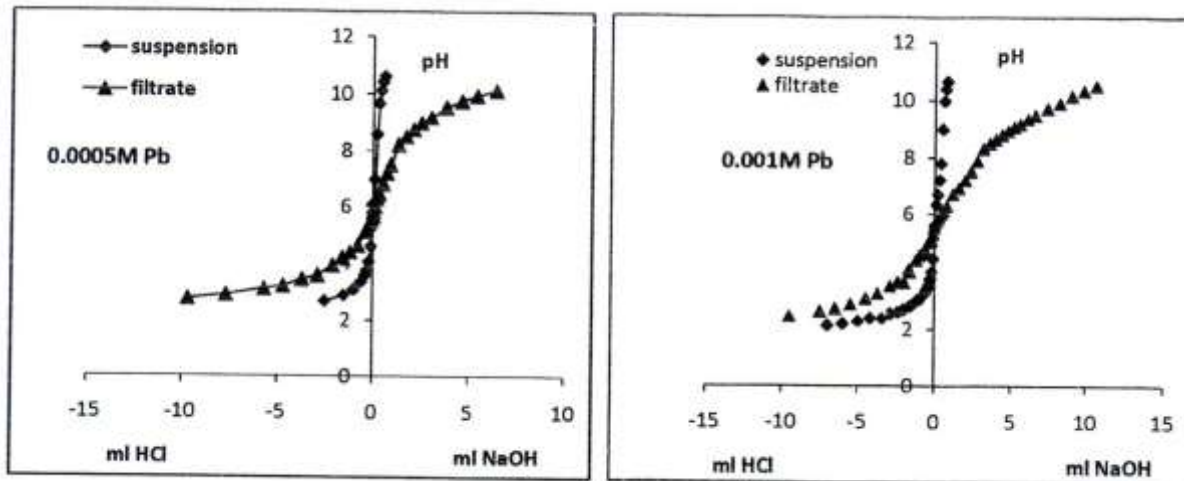 suspension
filtrate
pH
0.0005M Pb
12
10
8
6
4
2
0
-15 -10 -5 0 5 10
ml HCl ml NaOH
suspension
filtrate
pH
0.001M Pb
12
10
8
6
4
2
0
-15 -10 -5 0 5 10 15
ml HCl ml NaOH